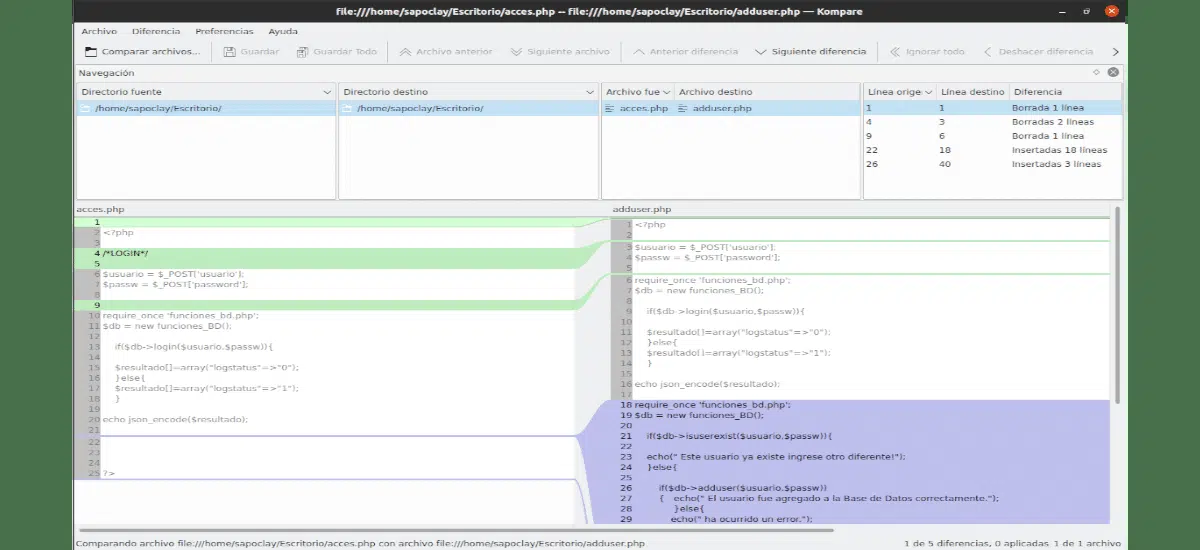 file:///home/sapoclay/Escritorio/acces.php -- file:///home/sapoclay/Escritorio/adduser.php — Kompare
Archivo Diferencia Preferencias Ayuda
Comparar archivos... Guardar Guardar Todo Archivo anterior Siguiente archivo Anterior diferencia Siguiente diferencia Ignorar todo Deshacer diferencia
Navegación
Directorio fuente Directorio destino Archivo fue Archivo destino Línea orige Línea destino Diferencia
/home/sapoclay/Escritorio/ /home/sapoclay/Escritorio/ acces.php adduser.php 1 1 Borrada 1 línea
4 3 Borradas 2 líneas
9 6 Borrada 1 línea
22 18 Insertadas 18 líneas
26 40 Insertadas 3 líneas
acces.php
1
2 <?php
3
4 /*LOGIN*/
5
6 $usuario = $_POST['usuario'];
7 $passw = $_POST['password'];
8
9
10 require_once 'funciones_bd.php';
11 $db = new funciones_BD();
12
13 if($db->login($usuario,$passw)){
14
15 $resultado[]=array("logstatus"=>"0");
16 }else{
17 $resultado[]=array("logstatus"=>"1");
18 }
19
20 echo json_encode($resultado);
21
22
23
24
25 ?>
adduser.php
1 <?php
2
3 $usuario = $_POST['usuario'];
4 $passw = $_POST['password'];
5
6 require_once 'funciones_bd.php';
7 $db = new funciones_BD();
8
9 if($db->login($usuario,$passw)){
10
11 $resultado[]=array("logstatus"=>"0");
12 }else{
13 $resultado[]=array("logstatus"=>"1");
14 }
15
16 echo json_encode($resultado);
17
18 require_once 'funciones_bd.php';
19 $db = new funciones_BD();
20
21 if($db->isuserexist($usuario,$passw)){
22
23 echo(" Este usuario ya existe ingrese otro diferente!");
24 }else{
25
26 if($db->adduser($usuario,$passw))
27 { echo(" El usuario fue agregado a la Base de Datos correctamente.");
28 }else{
29 echo(" ha ocurrido un error.");
Comparando archivo file:///home/sapoclay/Escritorio/acces.php con archivo file:///home/sapoclay/Escritorio/adduser.php 1 de 5 diferencias, 0 aplicadas 1 de 1 archivo